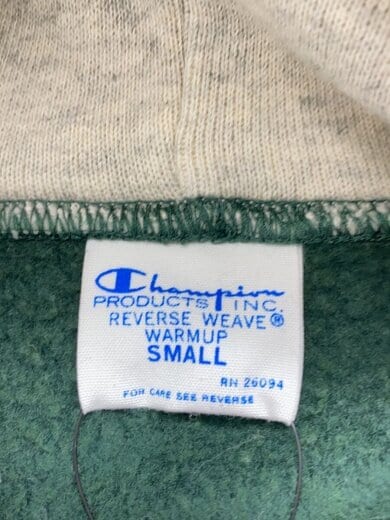 Champion
PRODUCTS INC.
REVERSE WEAVE®
WARMUP
SMALL
RN 26094
FOR CARE SEE REVERSE